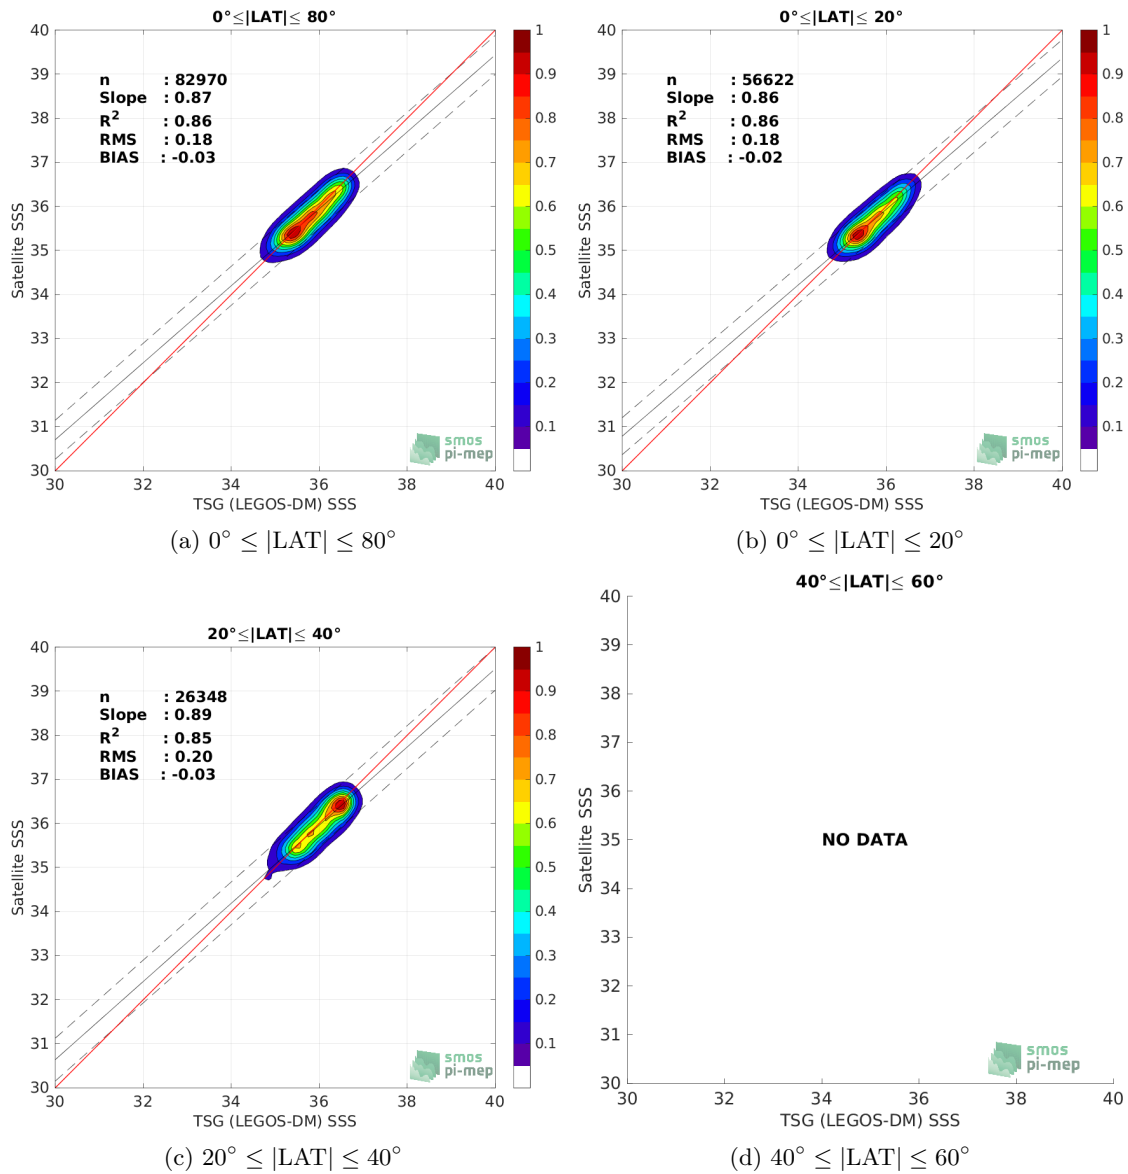 0°≤|LAT|≤ 80°
40
39
38
37
36
35
34
33
32
31
30
Satellite SSS
n : 82970
Slope : 0.87
R2 : 0.86
RMS : 0.18
BIAS : -0.03
smos
pi-mep
30 32 34 36 38 40
TSG (LEGOS-DM) SSS
1
0.9
0.8
0.7
0.6
0.5
0.4
0.3
0.2
0.1
(a) 0° ≤ |LAT| ≤ 80°
0°≤|LAT|≤ 20°
40
39
38
37
36
35
34
33
32
31
30
Satellite SSS
n : 56622
Slope : 0.86
R2 : 0.86
RMS : 0.18
BIAS : -0.02
smos
pi-mep
30 32 34 36 38 40
TSG (LEGOS-DM) SSS
1
0.9
0.8
0.7
0.6
0.5
0.4
0.3
0.2
0.1
(b) 0° ≤ |LAT| ≤ 20°
20°≤|LAT|≤ 40°
40
39
38
37
36
35
34
33
32
31
30
Satellite SSS
n : 26348
Slope : 0.89
R2 : 0.85
RMS : 0.20
BIAS : -0.03
smos
pi-mep
30 32 34 36 38 40
TSG (LEGOS-DM) SSS
1
0.9
0.8
0.7
0.6
0.5
0.4
0.3
0.2
0.1
(c) 20° ≤ |LAT| ≤ 40°
40°≤|LAT|≤ 60°
40
39
38
37
36
35
34
33
32
31
30
Satellite SSS
NO DATA
smos
pi-mep
30 32 34 36 38 40
TSG (LEGOS-DM) SSS
(d) 40° ≤ |LAT| ≤ 60°